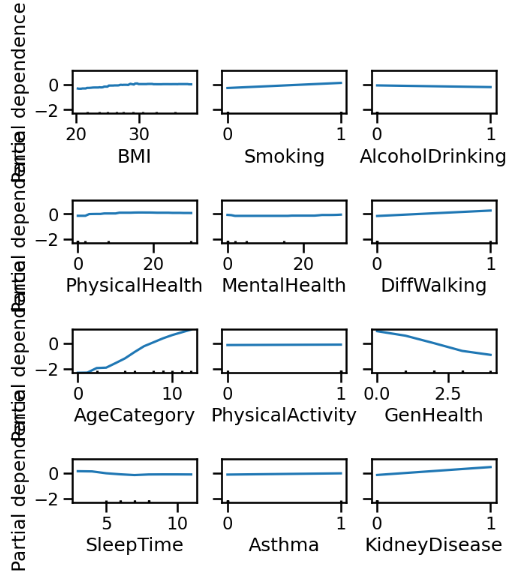 Partial dependence
0
−2
20
30
BMI
0
1
Smoking
0
1
AlcoholDrinking
Partial dependence
0
−2
0
20
PhysicalHealth
0
20
MentalHealth
0
1
DiffWalking
Partial dependence
0
−2
0
10
AgeCategory
0
1
PhysicalActivity
0.0
2.5
GenHealth
Partial dependence
0
−2
5
10
SleepTime
0
1
Asthma
0
1
KidneyDisease